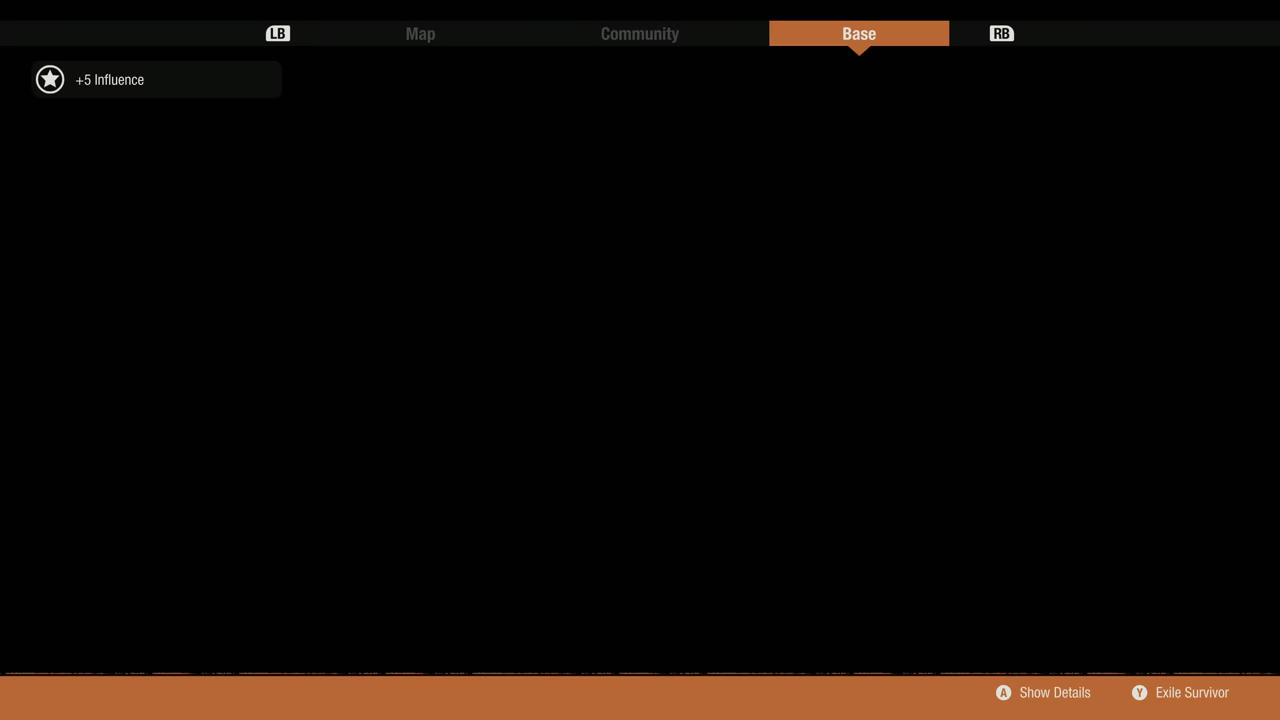 LB Map Community Base RB
+5 Influence
A Show Details Y Exile Survivor